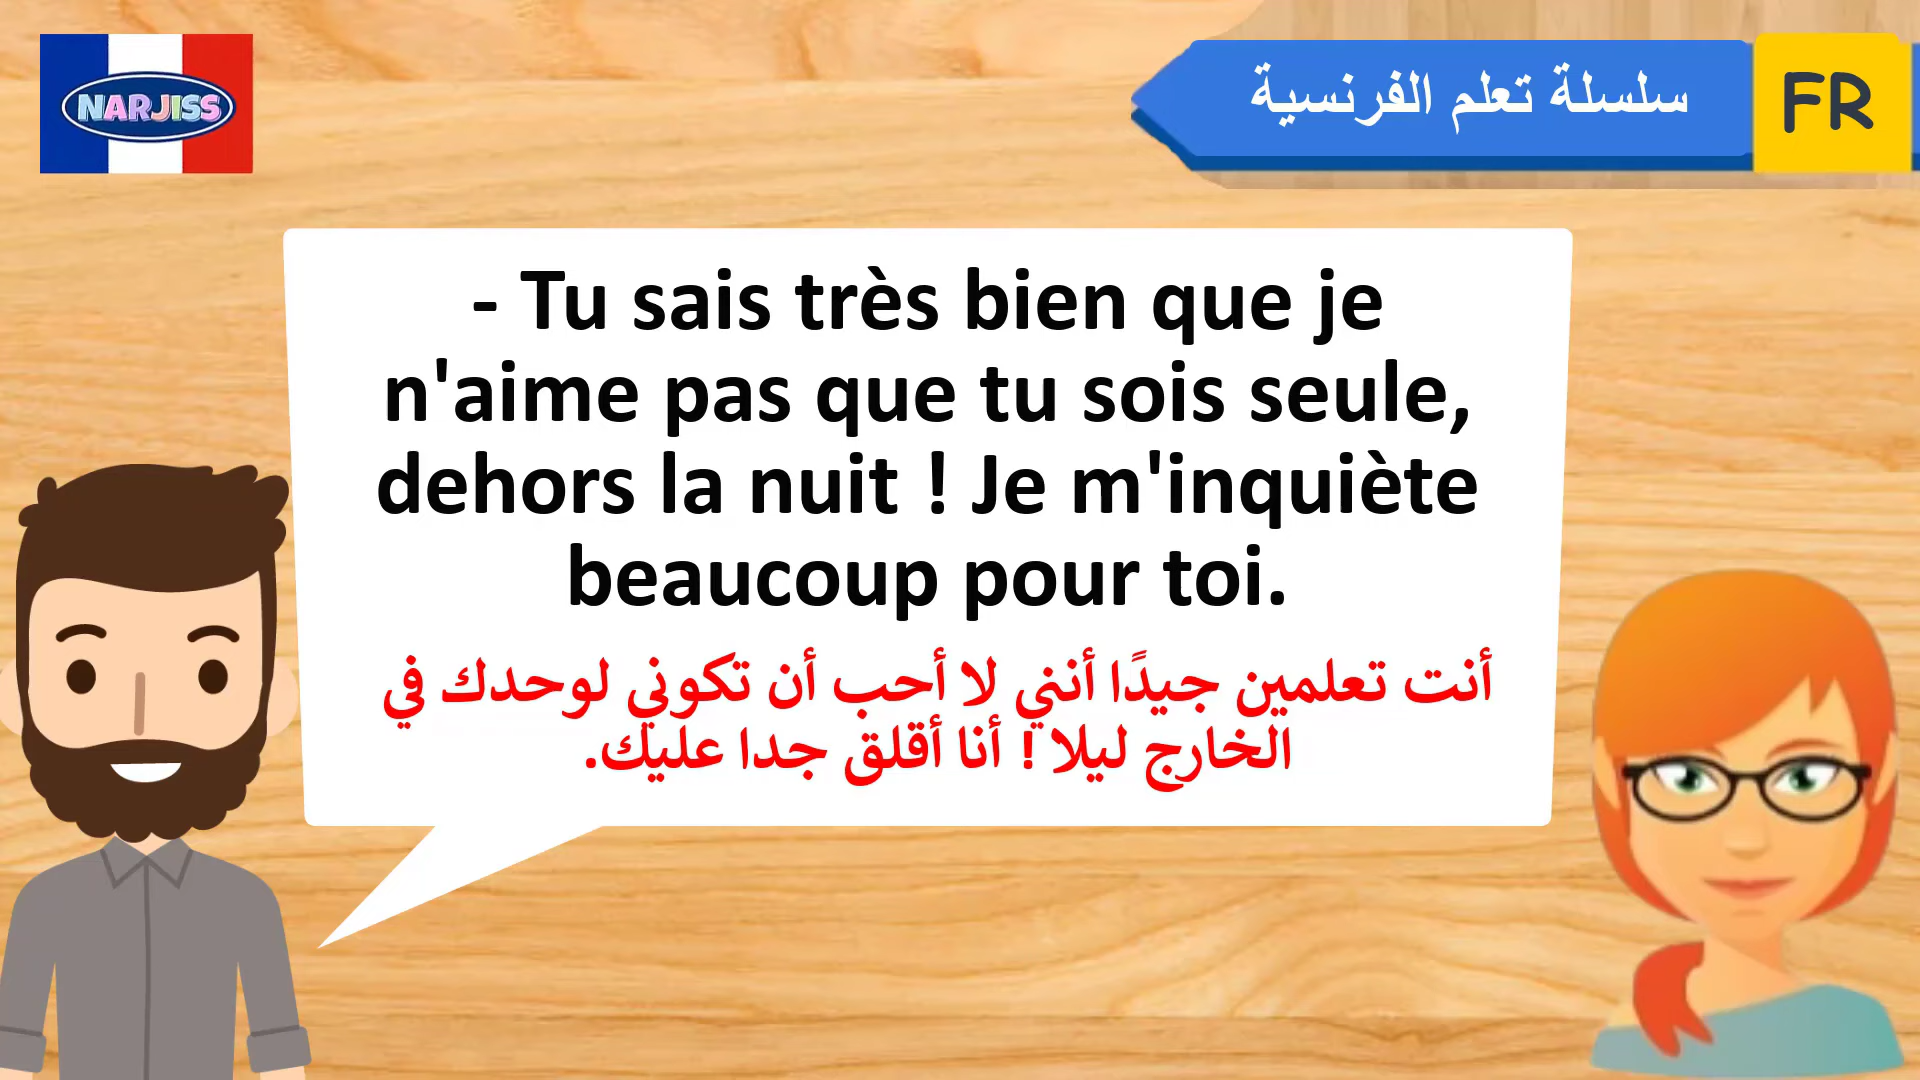 NARJISS
سلسلة تعلم الفرنسية
FR
- Tu sais très bien que je
n'aime pas que tu sois seule,
dehors la nuit ! Je m'inquiète
beaucoup pour toi.
أنت تعلمين جيدًا أنني لا أحب أن تكوني لوحدك في
الخارج ليلا ! أنا أقلق جدا عليك.